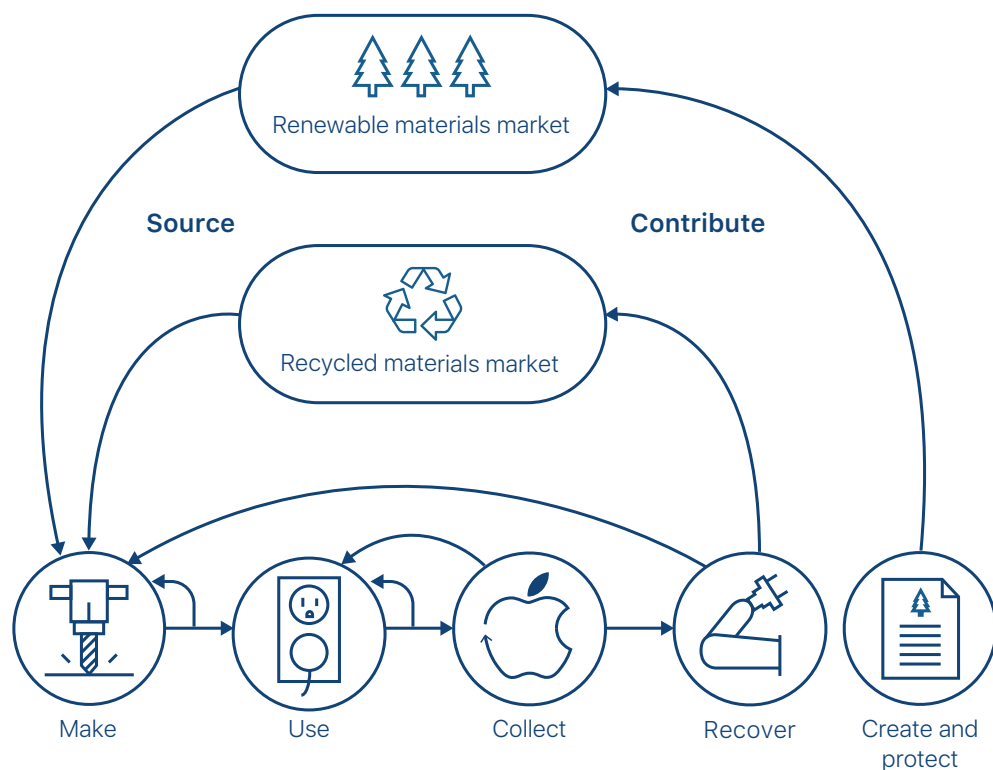 Renewable materials market
Source
Contribute
Recycled materials market
Make
Use
Collect
Recover
Create and
protect